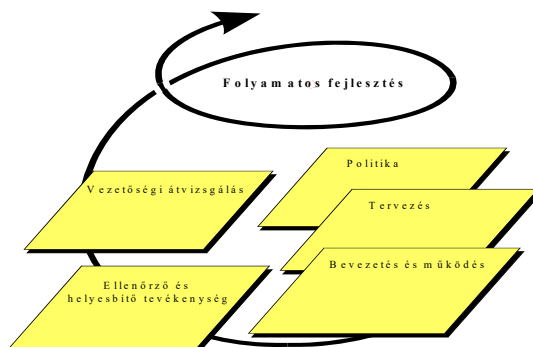 Folyamatos fejlesztés
Politika
Vezetőségi átvizsgálás
Tervezés
Bevezetés és működés
Ellenőrző és
helyesbítő tevékenység